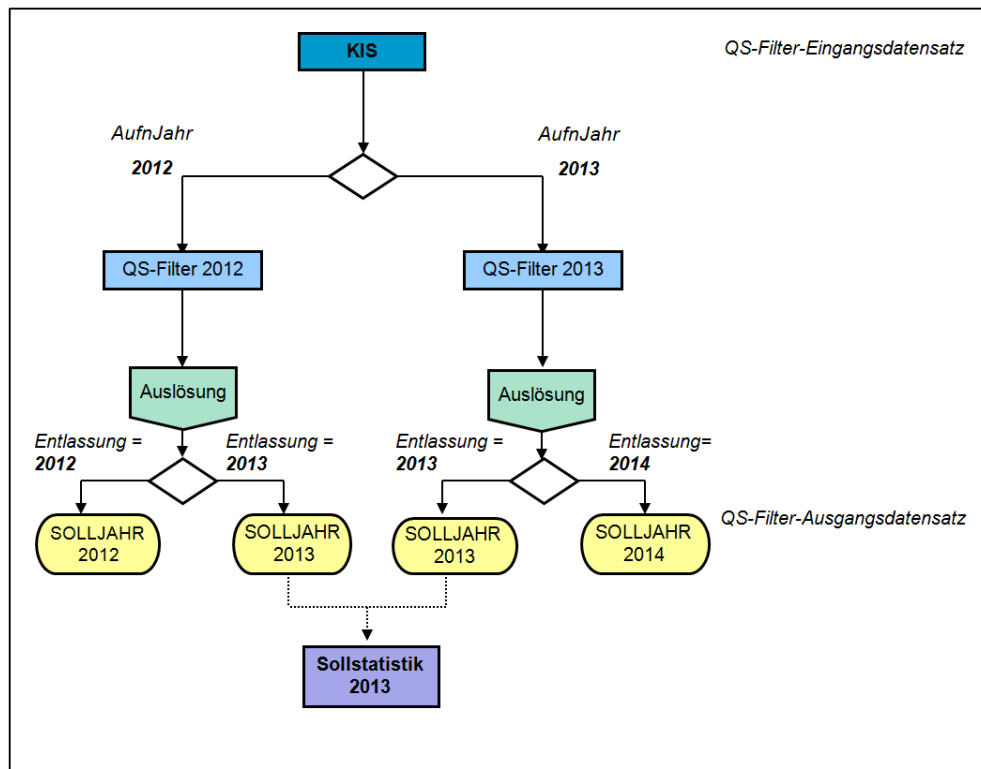 KIS
QS-Filter-Eingangsdatensatz
AufnJahr
2012
AufnJahr
2013
QS-Filter 2012
QS-Filter 2013
Auslösung
Auslösung
Entlassung =
2012
Entlassung =
2013
Entlassung =
2013
Entlassung=
2014
SOLLJAHR
2012
SOLLJAHR
2013
SOLLJAHR
2013
SOLLJAHR
2014
QS-Filter-Ausgangsdatensatz
Sollstatistik
2013